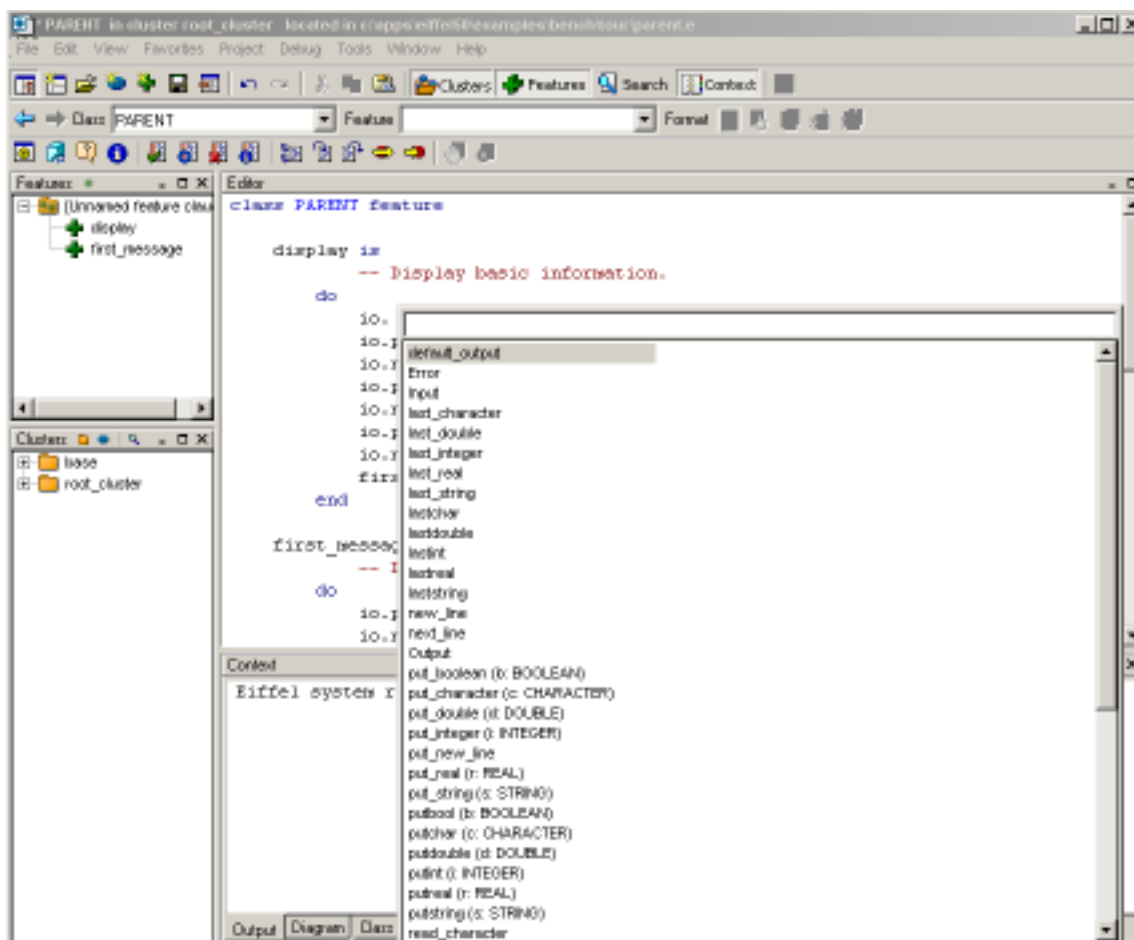 PARENT in cluster root_cluster located in c:\apps\eiffel50\examples\bench\tour\parent.e
File Edit View Favorites Project Debug Tools Window Help
Clusters Features Search Context
Class PARENT Feature Format
Features
(Unnamed feature clau
display
first_message
Clusters
base
root_cluster
Editor
class PARENT feature
display is
-- Display basic information.
do
io.
io.p
io.
io.p
io.
io.p
io.
firs
end
first_messag
--
do
io.p
io.
default_output
Error
Input
last_character
last_double
last_integer
last_real
last_string
lastchar
lastdouble
lastint
lastreal
laststring
new_line
next_line
Output
put_boolean (b: BOOLEAN)
put_character (c: CHARACTER)
put_double (d: DOUBLE)
put_integer (i: INTEGER)
put_new_line
put_real (r: REAL)
put_string (s: STRING)
putbool (b: BOOLEAN)
putchar (c: CHARACTER)
putdouble (d: DOUBLE)
putint (i: INTEGER)
putreal (r: REAL)
putstring (s: STRING)
read_character
Context
Eiffel system r
Output Diagram Class